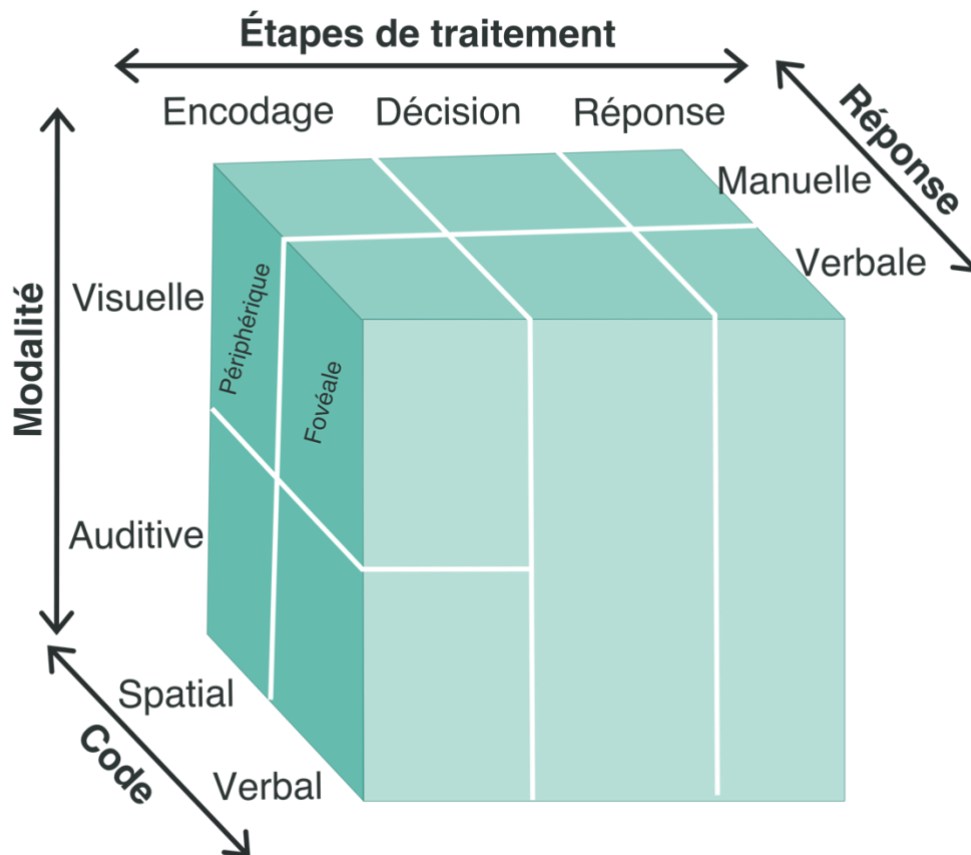 Étapes de traitement
Encodage Décision Réponse
Réponse
Manuelle
Verbale
Modalité
Visuelle
Périphérique
Fovéale
Auditive
Spatial
Verbal
Code